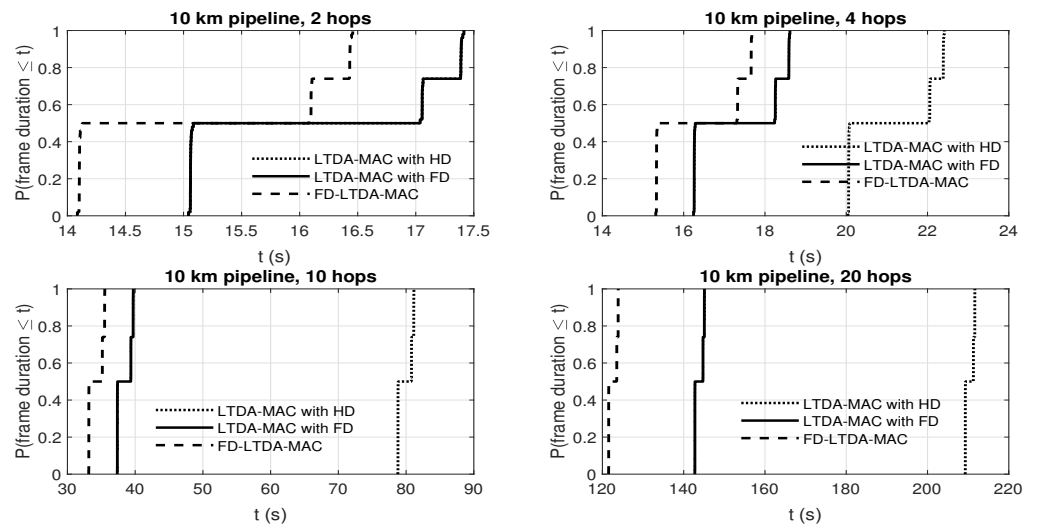 10 km pipeline, 2 hops
P(frame duration ≤ t)
1
0.8
0.6
0.4
0.2
0
LTDA-MAC with HD
LTDA-MAC with FD
FD-LTDA-MAC
14 14.5 15 15.5 16 16.5 17 17.5
t (s)
10 km pipeline, 4 hops
P(frame duration ≤ t)
1
0.8
0.6
0.4
0.2
0
LTDA-MAC with HD
LTDA-MAC with FD
FD-LTDA-MAC
14 16 18 20 22 24
t (s)
10 km pipeline, 10 hops
P(frame duration ≤ t)
1
0.8
0.6
0.4
0.2
0
LTDA-MAC with HD
LTDA-MAC with FD
FD-LTDA-MAC
30 40 50 60 70 80 90
t (s)
10 km pipeline, 20 hops
P(frame duration ≤ t)
1
0.8
0.6
0.4
0.2
0
LTDA-MAC with HD
LTDA-MAC with FD
FD-LTDA-MAC
120 140 160 180 200 220
t (s)